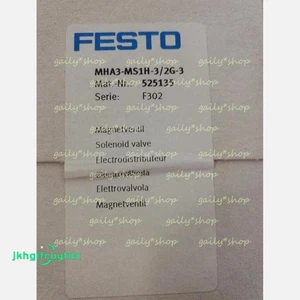 FESTO
MHA3-MS1H-3/2G-3
Mat.-Nr. 525135
Serie: F302
Magnetventil
Solenoid valve
Electrodistributeur
Elettrovalvola
Magnetventil
gaily*shop
gaily*shop
gaily*shop
gaily*shop
gaily*shop
gaily*shop
gaily*shop
gaily*shop